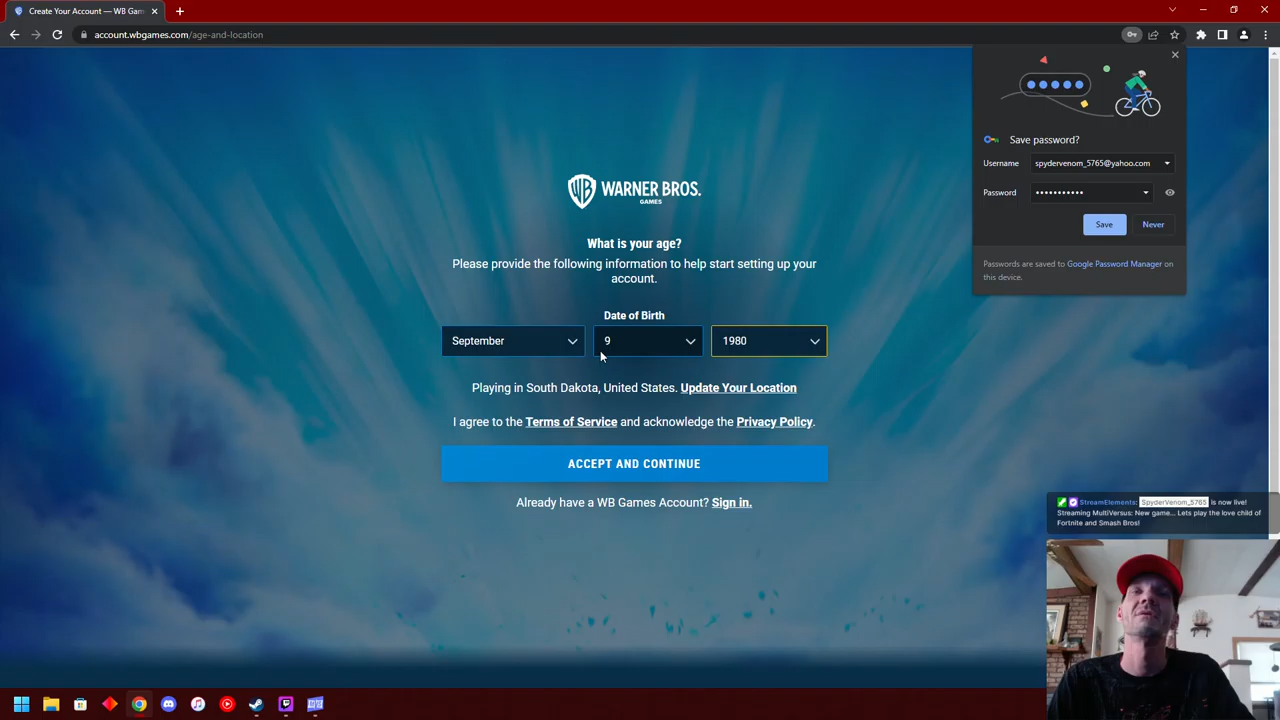 Create Your Account — WB Gam
account.wbgames.com/age-and-location
Save password?
Username
spydervenom_5765@yahoo.com
Password
•••••••••••
Save
Never
Passwords are saved to Google Password Manager on
this device.
WB
WARNER BROS.
GAMES
What is your age?
Please provide the following information to help start setting up your
account.
Date of Birth
September
9
1980
Playing in South Dakota, United States. Update Your Location
I agree to the Terms of Service and acknowledge the Privacy Policy.
ACCEPT AND CONTINUE
Already have a WB Games Account? Sign in.
StreamElements: SpyderVenom_5765 is now live!
Streaming MultiVersus: New game... Lets play the love child of
Fortnite and Smash Bros!